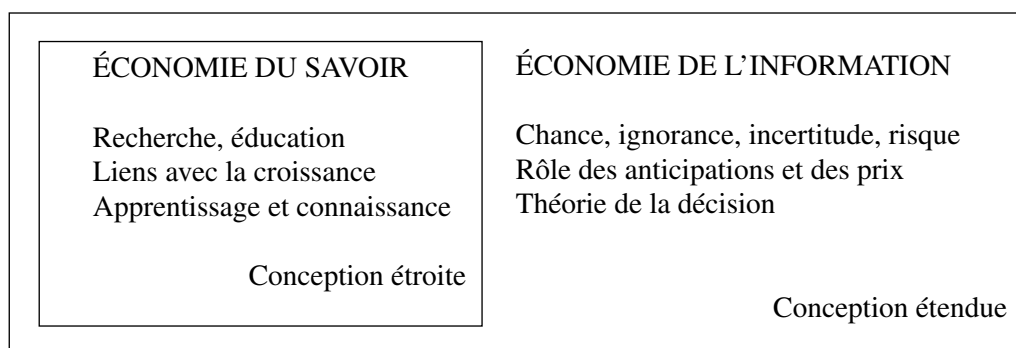 ÉCONOMIE DU SAVOIR
Recherche, éducation
Liens avec la croissance
Apprentissage et connaissance
Conception étroite
ÉCONOMIE DE L'INFORMATION
Chance, ignorance, incertitude, risque
Rôle des anticipations et des prix
Théorie de la décision
Conception étendue